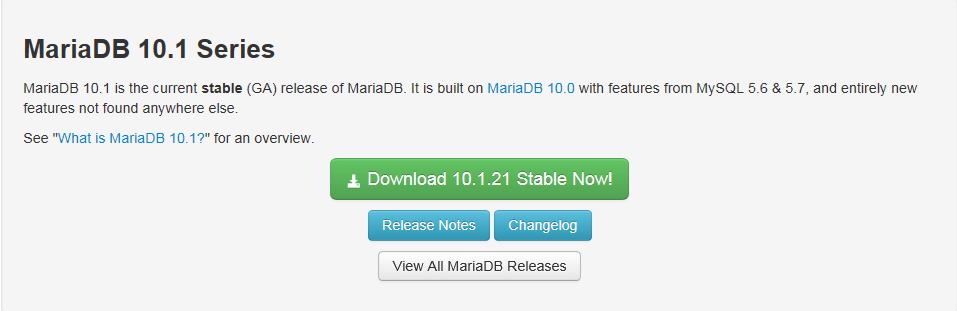 MariaDB 10.1 Series
MariaDB 10.1 is the current stable (GA) release of MariaDB. It is built on MariaDB 10.0 with features from MySQL 5.6 & 5.7, and entirely new
features not found anywhere else.
See "What is MariaDB 10.1?" for an overview.
Download 10.1.21 Stable Now!
Release Notes Changelog
View All MariaDB Releases